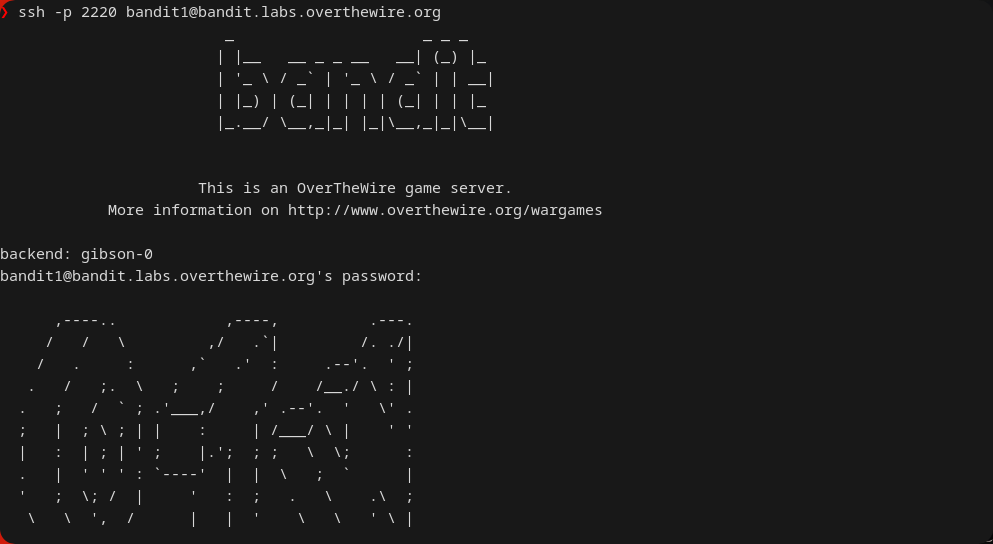 ❯ ssh -p 2220 bandit1@bandit.labs.overthewire.org
                         _                     _ _ _
                        | |__   __ _ _ __   __| (_) |_
                        | '_ \ / _` | '_ \ / _` | | __|
                        | |_) | (_| | | | | (_| | | |_
                        |_.__/ \__,_|_| |_|\__,_|_|\__|
                      This is an OverTheWire game server.
            More information on http://www.overthewire.org/wargames
backend: gibson-0
bandit1@bandit.labs.overthewire.org's password:
      ,----..            ,----,          .---.
     /   /   \         ,/   .`|         /. ./|
    /   .     :      ,`   .'  :     .--'.  ' ;
   .   /   ;.  \   ;    ;     /    /__./ \ : |
  .   ;   /  ` ; .'___,/    ,' .--'.  '   \' .
  ;   |  ; \ ; | |    :     | /___/ \ |    ' '
  |   :  | ; | ' ;    |.';  ; ;   \  \;      :
  .   |  ' ' ' : `----'  |  |  \   ;  `      |
  '   ;  \; /  |     '   :  ;   .   \    .\  ;
   \   \  ',  /      |   |  '    \   \   ' \ |